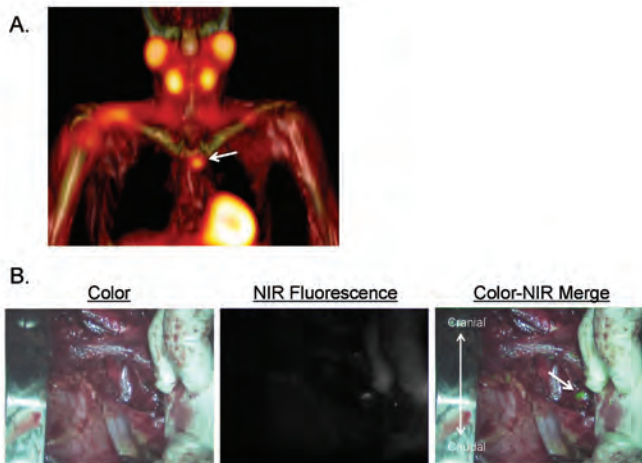 A.
B.
Color
NIR Fluorescence
Color-NIR Merge
Cranial
Caudal